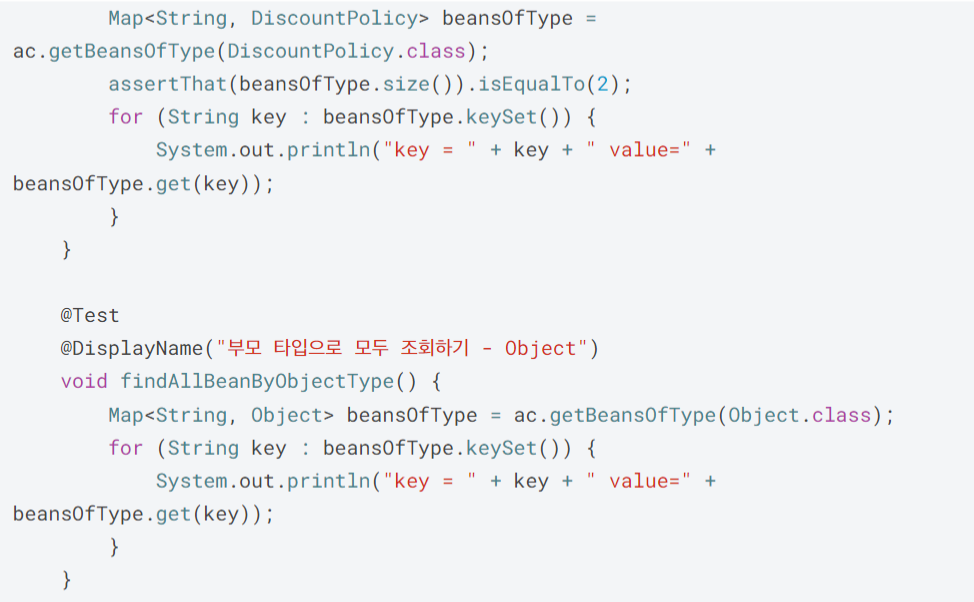 Map<String, DiscountPolicy> beansOfType =
ac.getBeansOfType(DiscountPolicy.class);
assertThat(beansOfType.size()).isEqualTo(2);
for (String key : beansOfType.keySet()) {
System.out.println("key = " + key + " value=" +
beansOfType.get(key));
}
}
@Test
@DisplayName("부모 타입으로 모두 조회하기 - Object")
void findAllBeanByObjectType() {
Map<String, Object> beansOfType = ac.getBeansOfType(Object.class);
for (String key : beansOfType.keySet()) {
System.out.println("key = " + key + " value=" +
beansOfType.get(key));
}
}